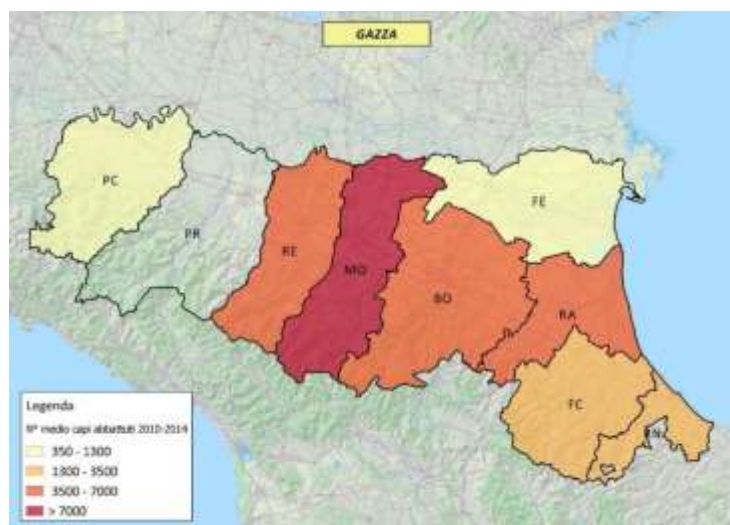 GAZZA
PC
PR
RE
MO
BO
FE
RA
FC
RN
Legenda
N° medio capi abbattuti 2010-2014
350 - 1300
1300 - 3500
3500 - 7000
> 7000